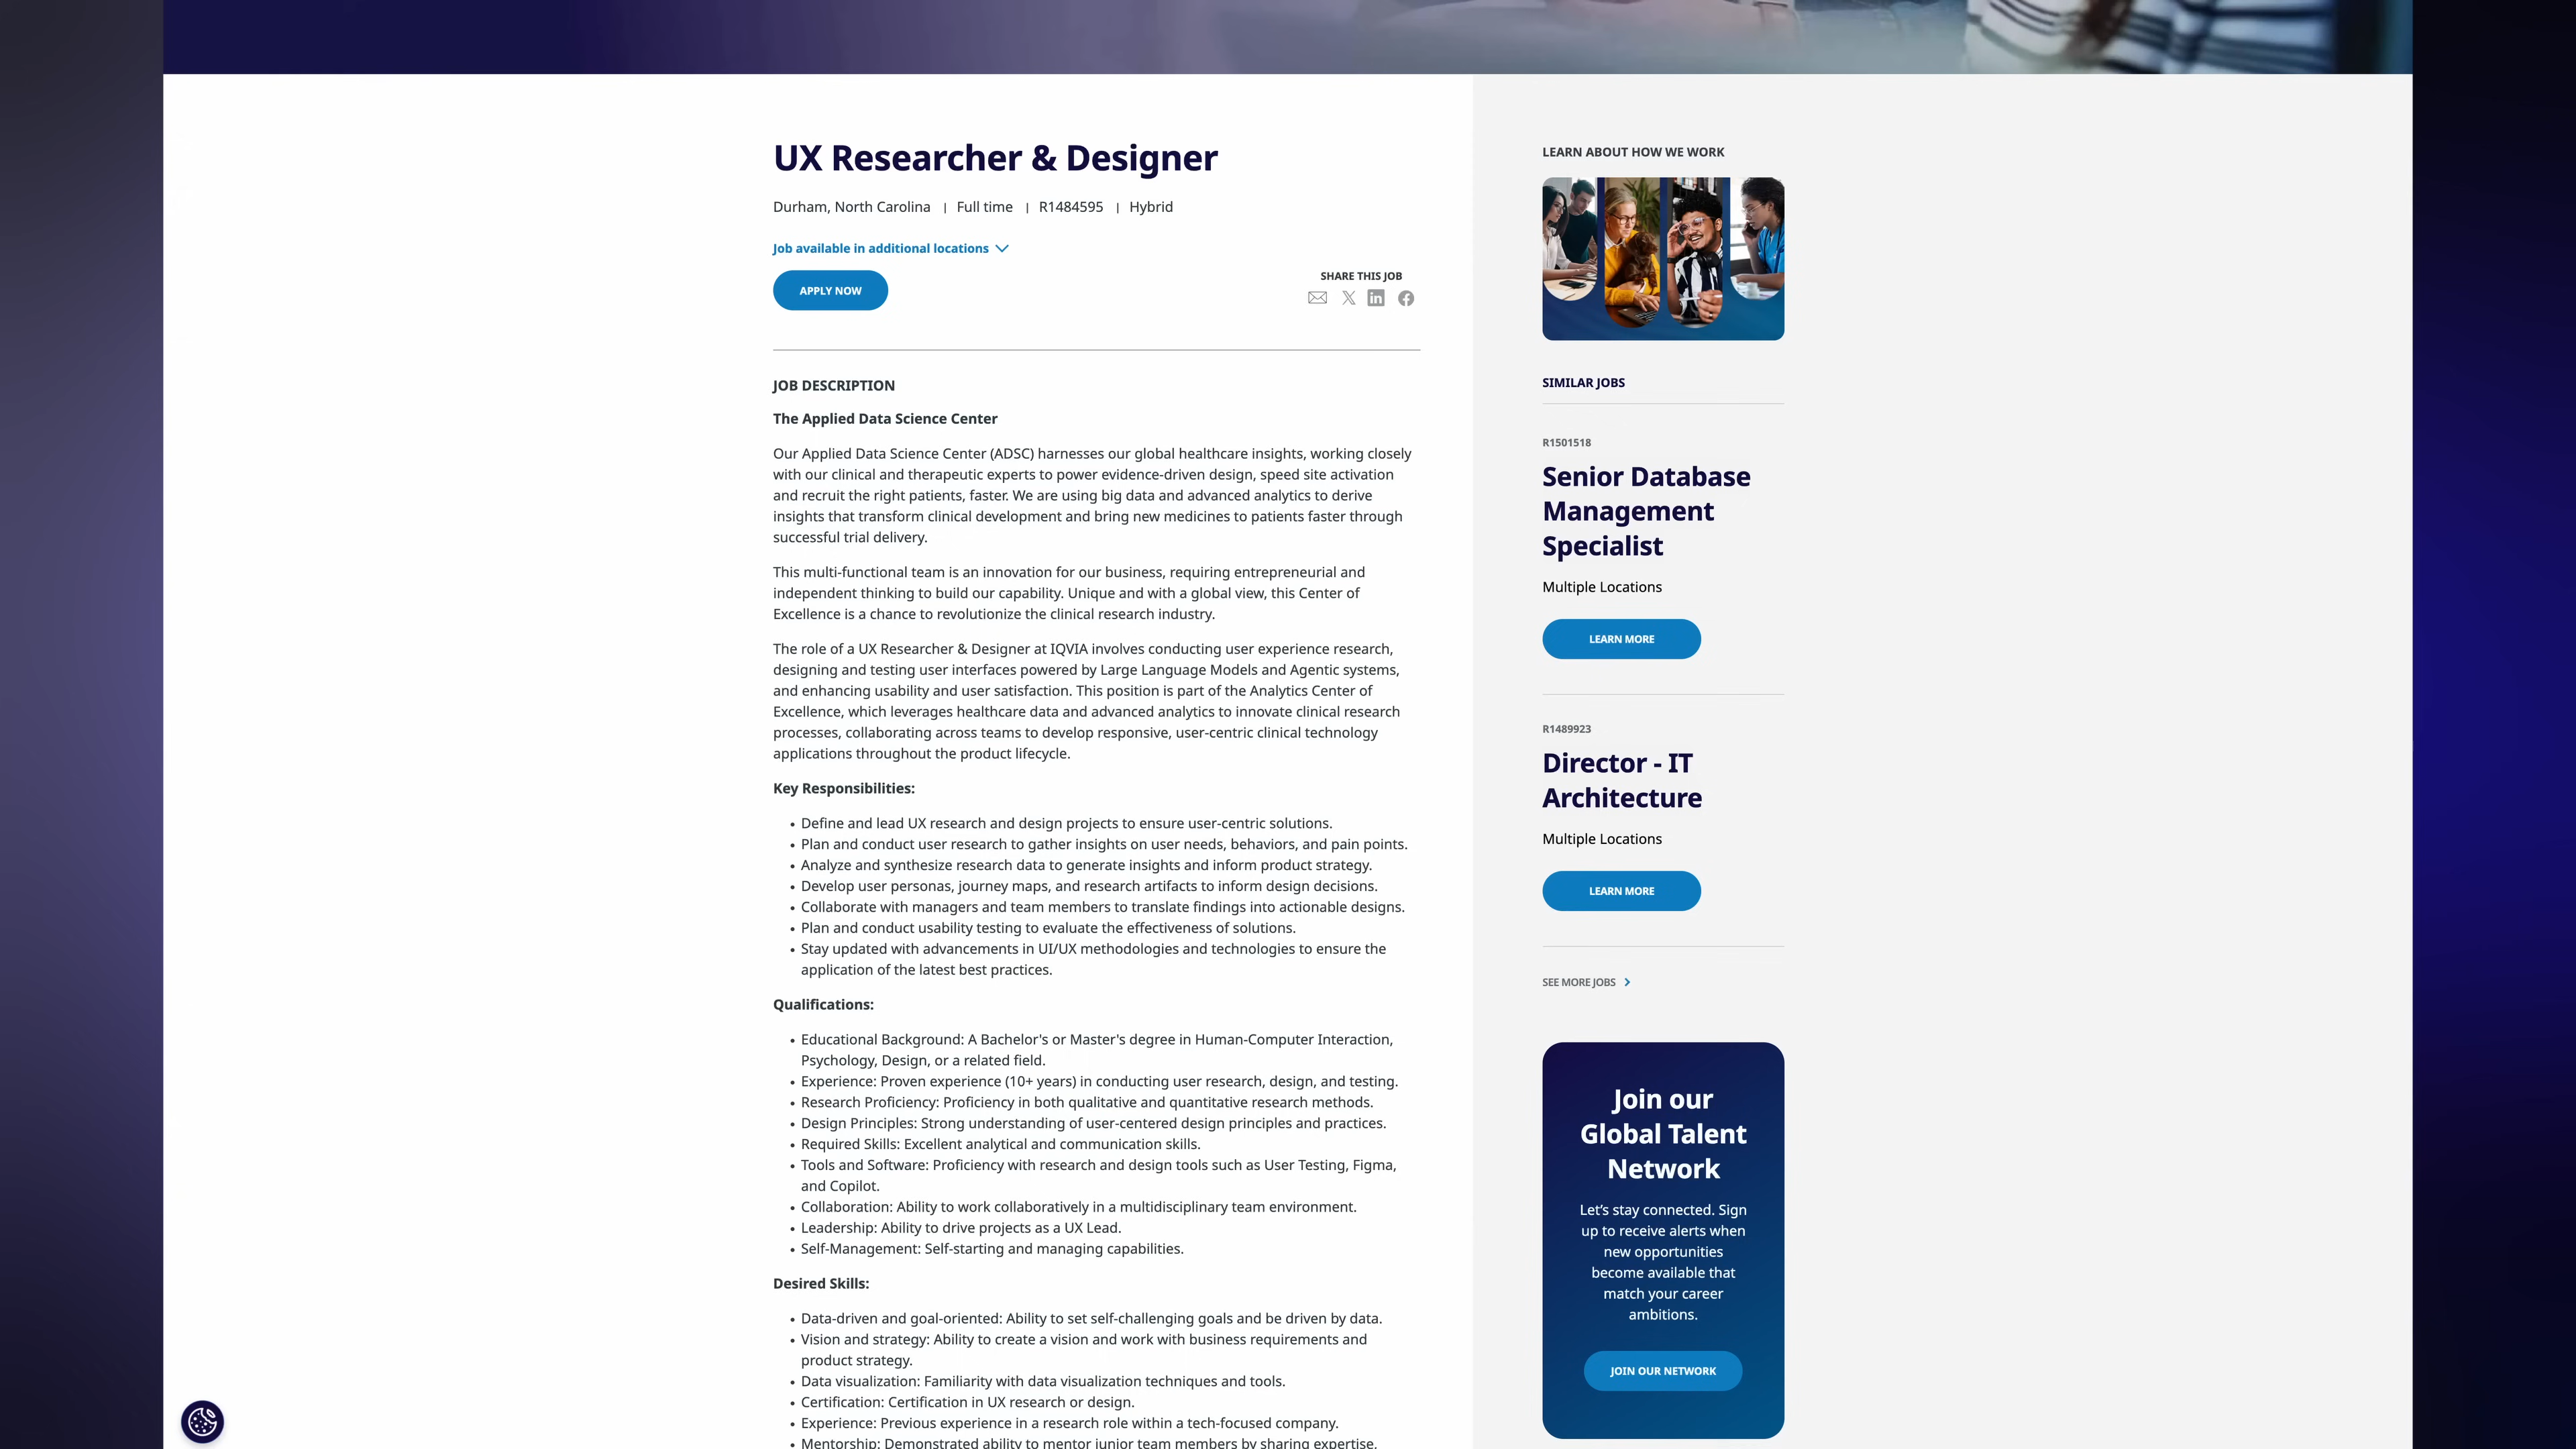 UX Researcher & Designer
Durham, North Carolina | Full time | R1484595 | Hybrid
Job available in additional locations
APPLY NOW
SHARE THIS JOB
JOB DESCRIPTION
The Applied Data Science Center
Our Applied Data Science Center (ADSC) harnesses our global healthcare insights, working closely
with our clinical and therapeutic experts to power evidence-driven design, speed site activation
and recruit the right patients, faster. We are using big data and advanced analytics to derive
insights that transform clinical development and bring new medicines to patients faster through
successful trial delivery.
This multi-functional team is an innovation for our business, requiring entrepreneurial and
independent thinking to build our capability. Unique and with a global view, this Center of
Excellence is a chance to revolutionize the clinical research industry.
The role of a UX Researcher & Designer at IQVIA involves conducting user experience research,
designing and testing user interfaces powered by Large Language Models and Agentic systems,
and enhancing usability and user satisfaction. This position is part of the Analytics Center of
Excellence, which leverages healthcare data and advanced analytics to innovate clinical research
processes, collaborating across teams to develop responsive, user-centric clinical technology
applications throughout the product lifecycle.
Key Responsibilities:
• Define and lead UX research and design projects to ensure user-centric solutions.
• Plan and conduct user research to gather insights on user needs, behaviors, and pain points.
• Analyze and synthesize research data to generate insights and inform product strategy.
• Develop user personas, journey maps, and research artifacts to inform design decisions.
• Collaborate with managers and team members to translate findings into actionable designs.
• Plan and conduct usability testing to evaluate the effectiveness of solutions.
• Stay updated with advancements in UI/UX methodologies and technologies to ensure the
application of the latest best practices.
Qualifications:
• Educational Background: A Bachelor's or Master's degree in Human-Computer Interaction,
Psychology, Design, or a related field.
• Experience: Proven experience (10+ years) in conducting user research, design, and testing.
• Research Proficiency: Proficiency in both qualitative and quantitative research methods.
• Design Principles: Strong understanding of user-centered design principles and practices.
• Required Skills: Excellent analytical and communication skills.
• Tools and Software: Proficiency with research and design tools such as User Testing, Figma,
and Copilot.
• Collaboration: Ability to work collaboratively in a multidisciplinary team environment.
• Leadership: Ability to drive projects as a UX Lead.
• Self-Management: Self-starting and managing capabilities.
Desired Skills:
• Data-driven and goal-oriented: Ability to set self-challenging goals and be driven by data.
• Vision and strategy: Ability to create a vision and work with business requirements and
product strategy.
• Data visualization: Familiarity with data visualization techniques and tools.
• Certification: Certification in UX research or design.
• Experience: Previous experience in a research role within a tech-focused company.
• Mentorship: Demonstrated ability to mentor junior team members by sharing expertise.
LEARN ABOUT HOW WE WORK
SIMILAR JOBS
R1501518
Senior Database
Management
Specialist
Multiple Locations
LEARN MORE
R1489923
Director - IT
Architecture
Multiple Locations
LEARN MORE
SEE MORE JOBS
Join our
Global Talent
Network
Let’s stay connected. Sign
up to receive alerts when
new opportunities
become available that
match your career
ambitions.
JOIN OUR NETWORK